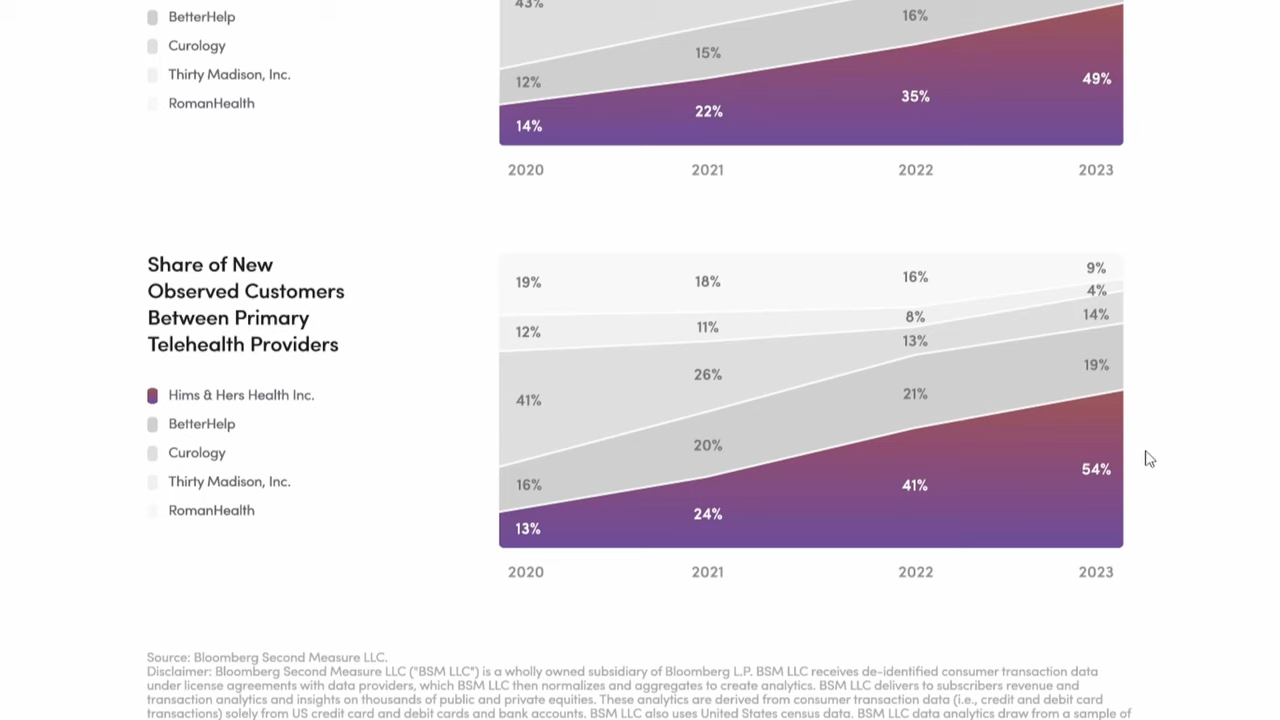 43%
BetterHelp
16%
Curology
15%
Thirty Madison, Inc.
49%
12%
35%
RomanHealth
22%
14%
2020 2021 2022 2023
Share of New
Observed Customers
Between Primary
Telehealth Providers
Hims & Hers Health Inc.
BetterHelp
Curology
Thirty Madison, Inc.
RomanHealth
19% 18% 16% 9%
12% 11% 8% 4%
41% 26% 13% 14%
16% 20% 21% 19%
13% 24% 41% 54%
2020 2021 2022 2023
Source: Bloomberg Second Measure LLC.
Disclaimer: Bloomberg Second Measure LLC ("BSM LLC") is a wholly owned subsidiary of Bloomberg L.P. BSM LLC receives de-identified consumer transaction data
under license agreements with data providers, which BSM LLC then normalizes and aggregates to create analytics. BSM LLC delivers to subscribers revenue and
transaction analytics and insights on thousands of public and private equities. These analytics are derived from consumer transaction data (i.e., credit and debit card
transactions) solely from US credit card and debit cards and bank accounts. BSM LLC also uses United States census data. BSM LLC data analytics draw from a sample of